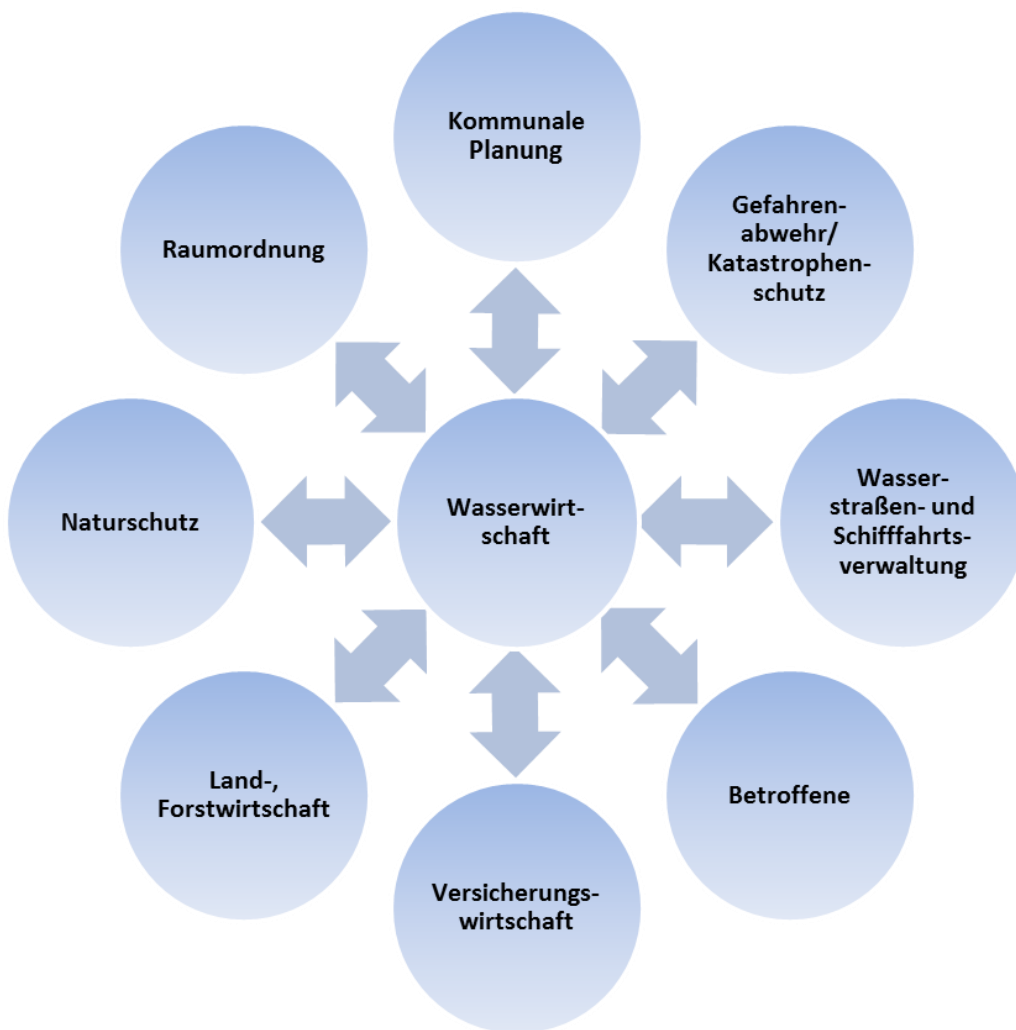 Kommunale
Planung
Gefahren-
abwehr/
Katastrophen-
schutz
Raumordnung
Wasser-
straßen- und
Schifffahrts-
verwaltung
Naturschutz
Wasserwirt-
schaft
Land-,
Forstwirtschaft
Betroffene
Versicherungs-
wirtschaft